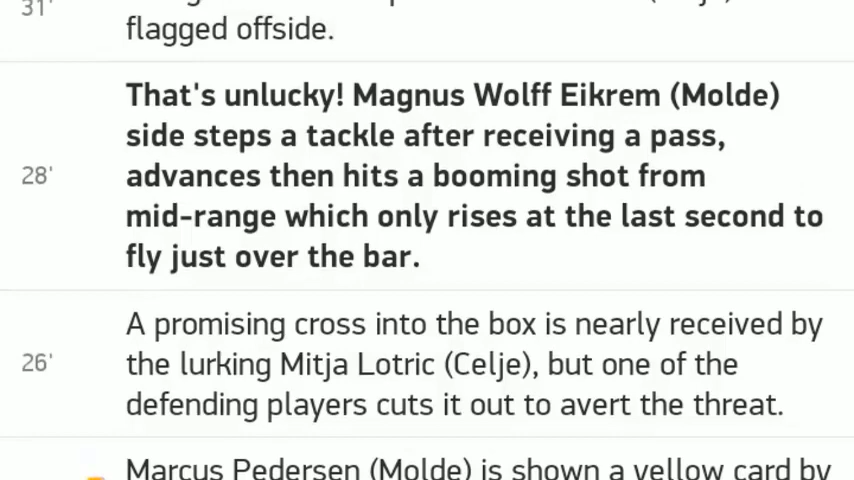 31'
flagged offside.
That's unlucky! Magnus Wolff Eikrem (Molde)
side steps a tackle after receiving a pass,
28'
advances then hits a booming shot from
mid-range which only rises at the last second to
fly just over the bar.
A promising cross into the box is nearly received by
26'
the lurking Mitja Lotric (Celje), but one of the
defending players cuts it out to avert the threat.
Marcus Pedersen (Molde) is shown a yellow card by